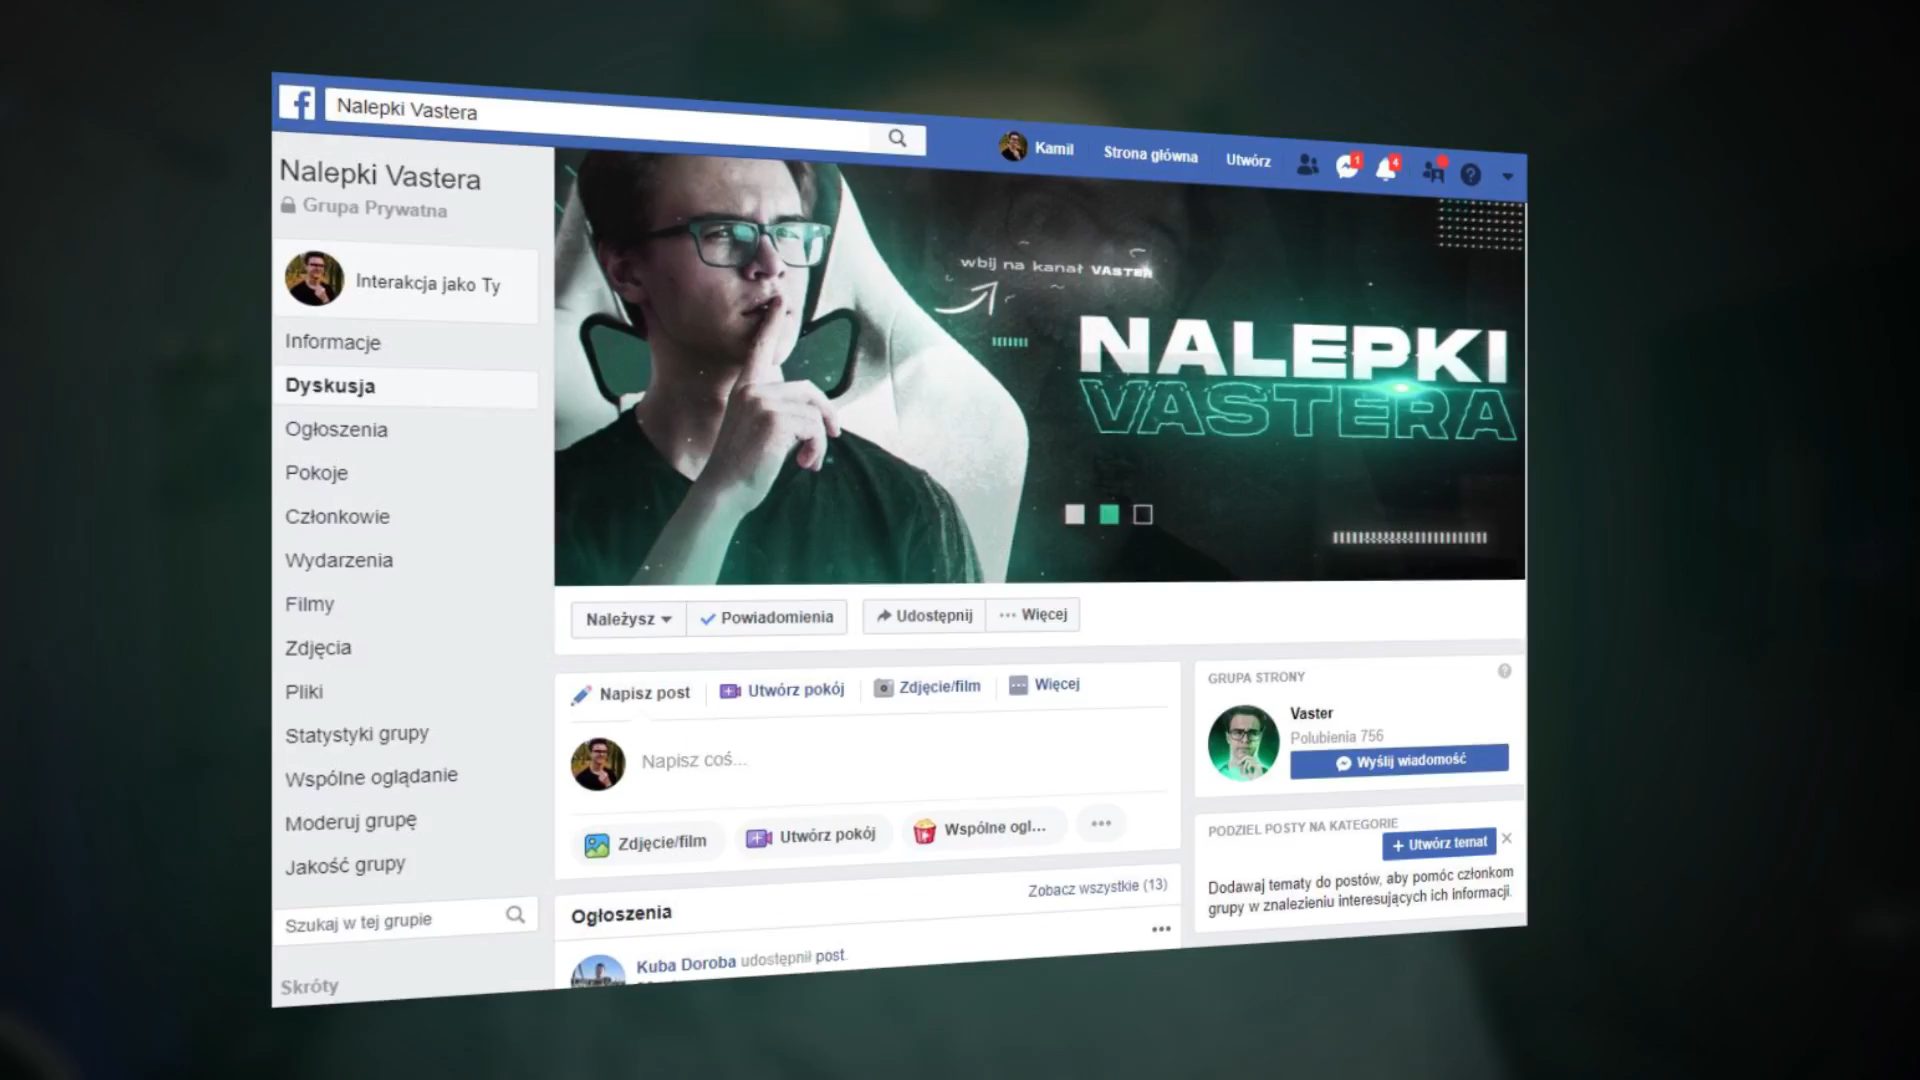 Nalepki Vastera
Kamil
Strona główna
Utwórz
1
4
Nalepki Vastera
Grupa Prywatna
Interakcja jako Ty
Informacje
Dyskusja
Ogłoszenia
Pokoje
Członkowie
Wydarzenia
Filmy
Zdjęcia
Pliki
Statystyki grupy
Wspólne oglądanie
Moderuj grupę
Jakość grupy
Szukaj w tej grupie
Skróty
wbij na kanał VASTER
NALEPKI
VASTERA
Należysz
Powiadomienia
Udostępnij
Więcej
Napisz post
Utwórz pokój
Zdjęcie/film
Więcej
Napisz coś...
Zdjęcie/film
Utwórz pokój
Wspólne ogl...
Ogłoszenia
Zobacz wszystkie (13)
Kuba Doroba udostępnił post.
GRUPA STRONY
Vaster
Polubienia 756
Wyślij wiadomość
PODZIEL POSTY NA KATEGORIE
+ Utwórz temat
Dodawaj tematy do postów, aby pomóc członkom
grupy w znalezieniu interesujących ich informacji.